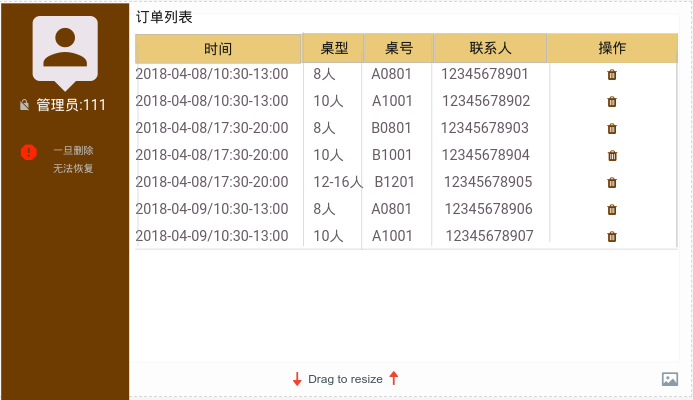 订单列表
管理员:111
一旦删除
无法恢复
时间 桌型 桌号 联系人 操作
2018-04-08/10:30-13:00 8人 A0801 12345678901
2018-04-08/10:30-13:00 10人 A1001 12345678902
2018-04-08/17:30-20:00 8人 B0801 12345678903
2018-04-08/17:30-20:00 10人 B1001 12345678904
2018-04-08/17:30-20:00 12-16人 B1201 12345678905
2018-04-09/10:30-13:00 8人 A0801 12345678906
2018-04-09/10:30-13:00 10人 A1001 12345678907
Drag to resize